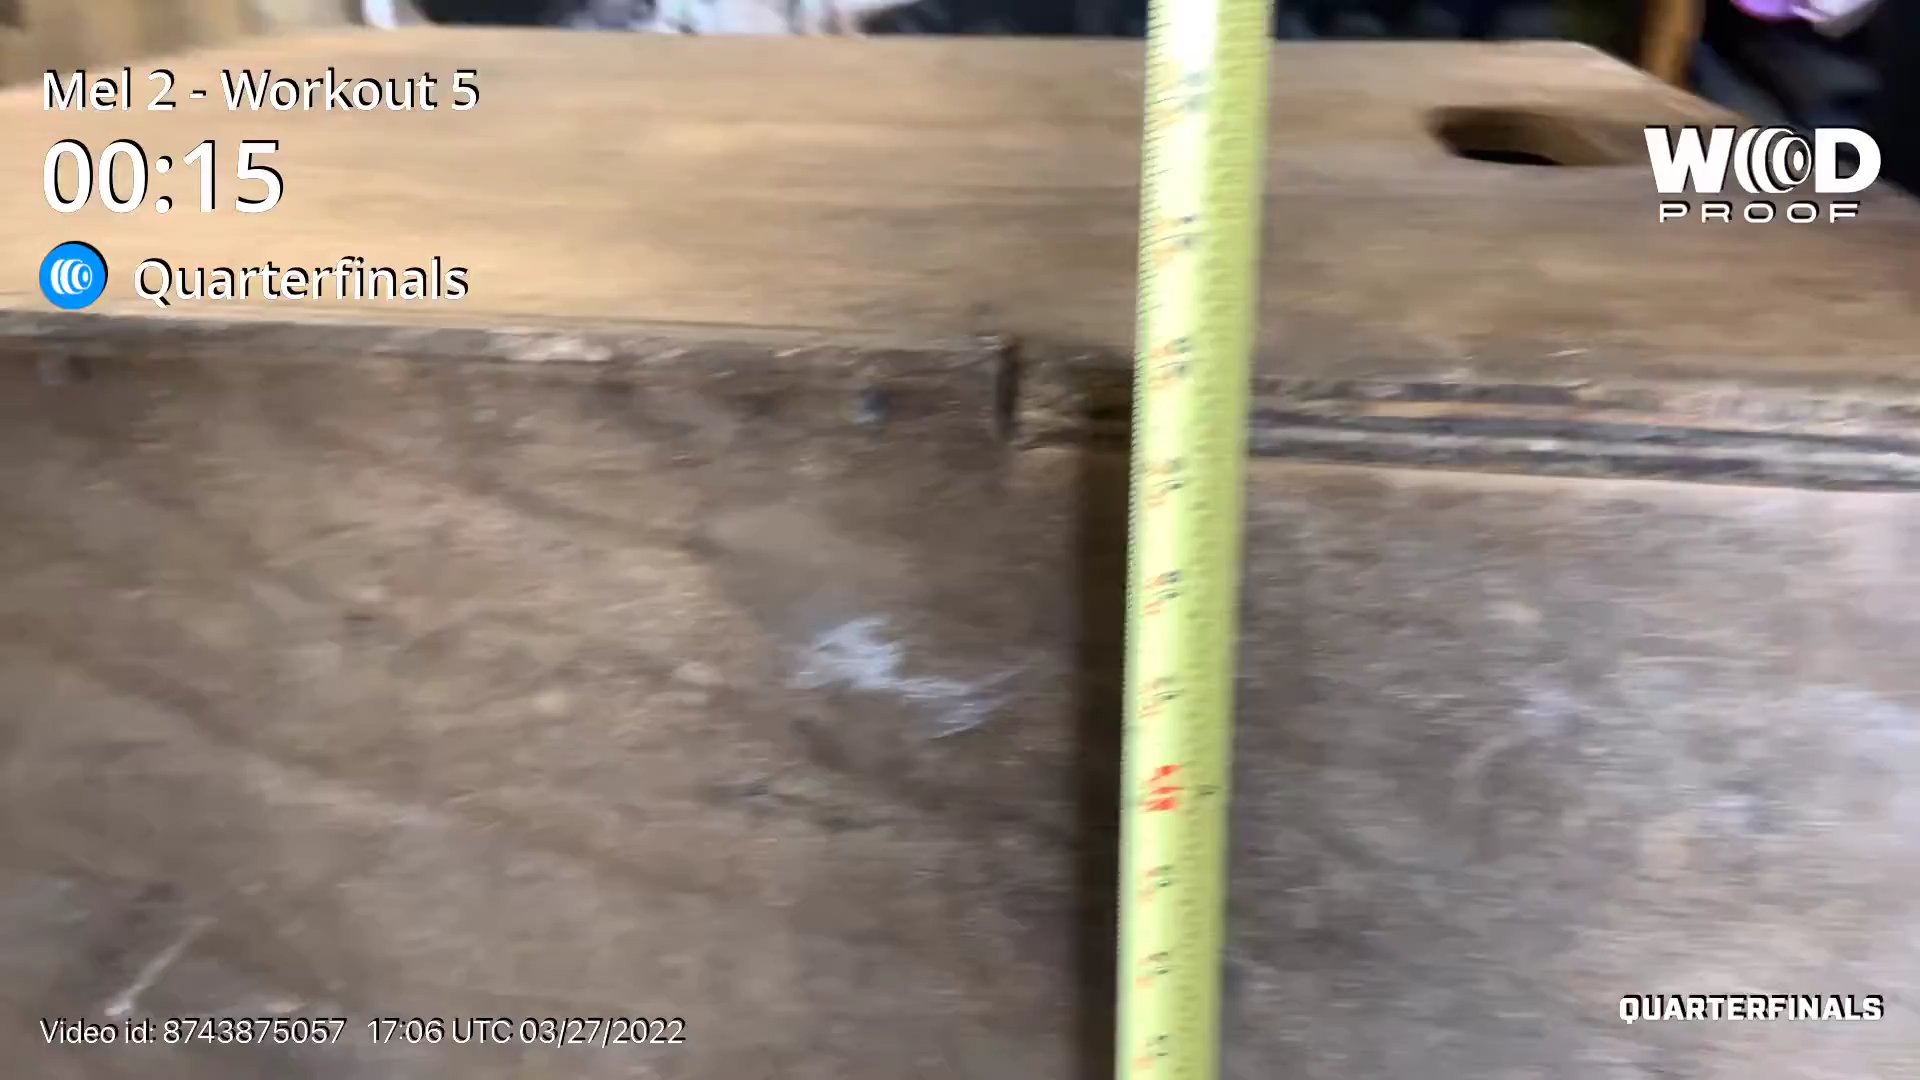 Mel 2 - Workout 5
00:15
WOD
PROOF
Quarterfinals
QUARTERFINALS
Video id: 8743875057 17:06 UTC 03/27/2022